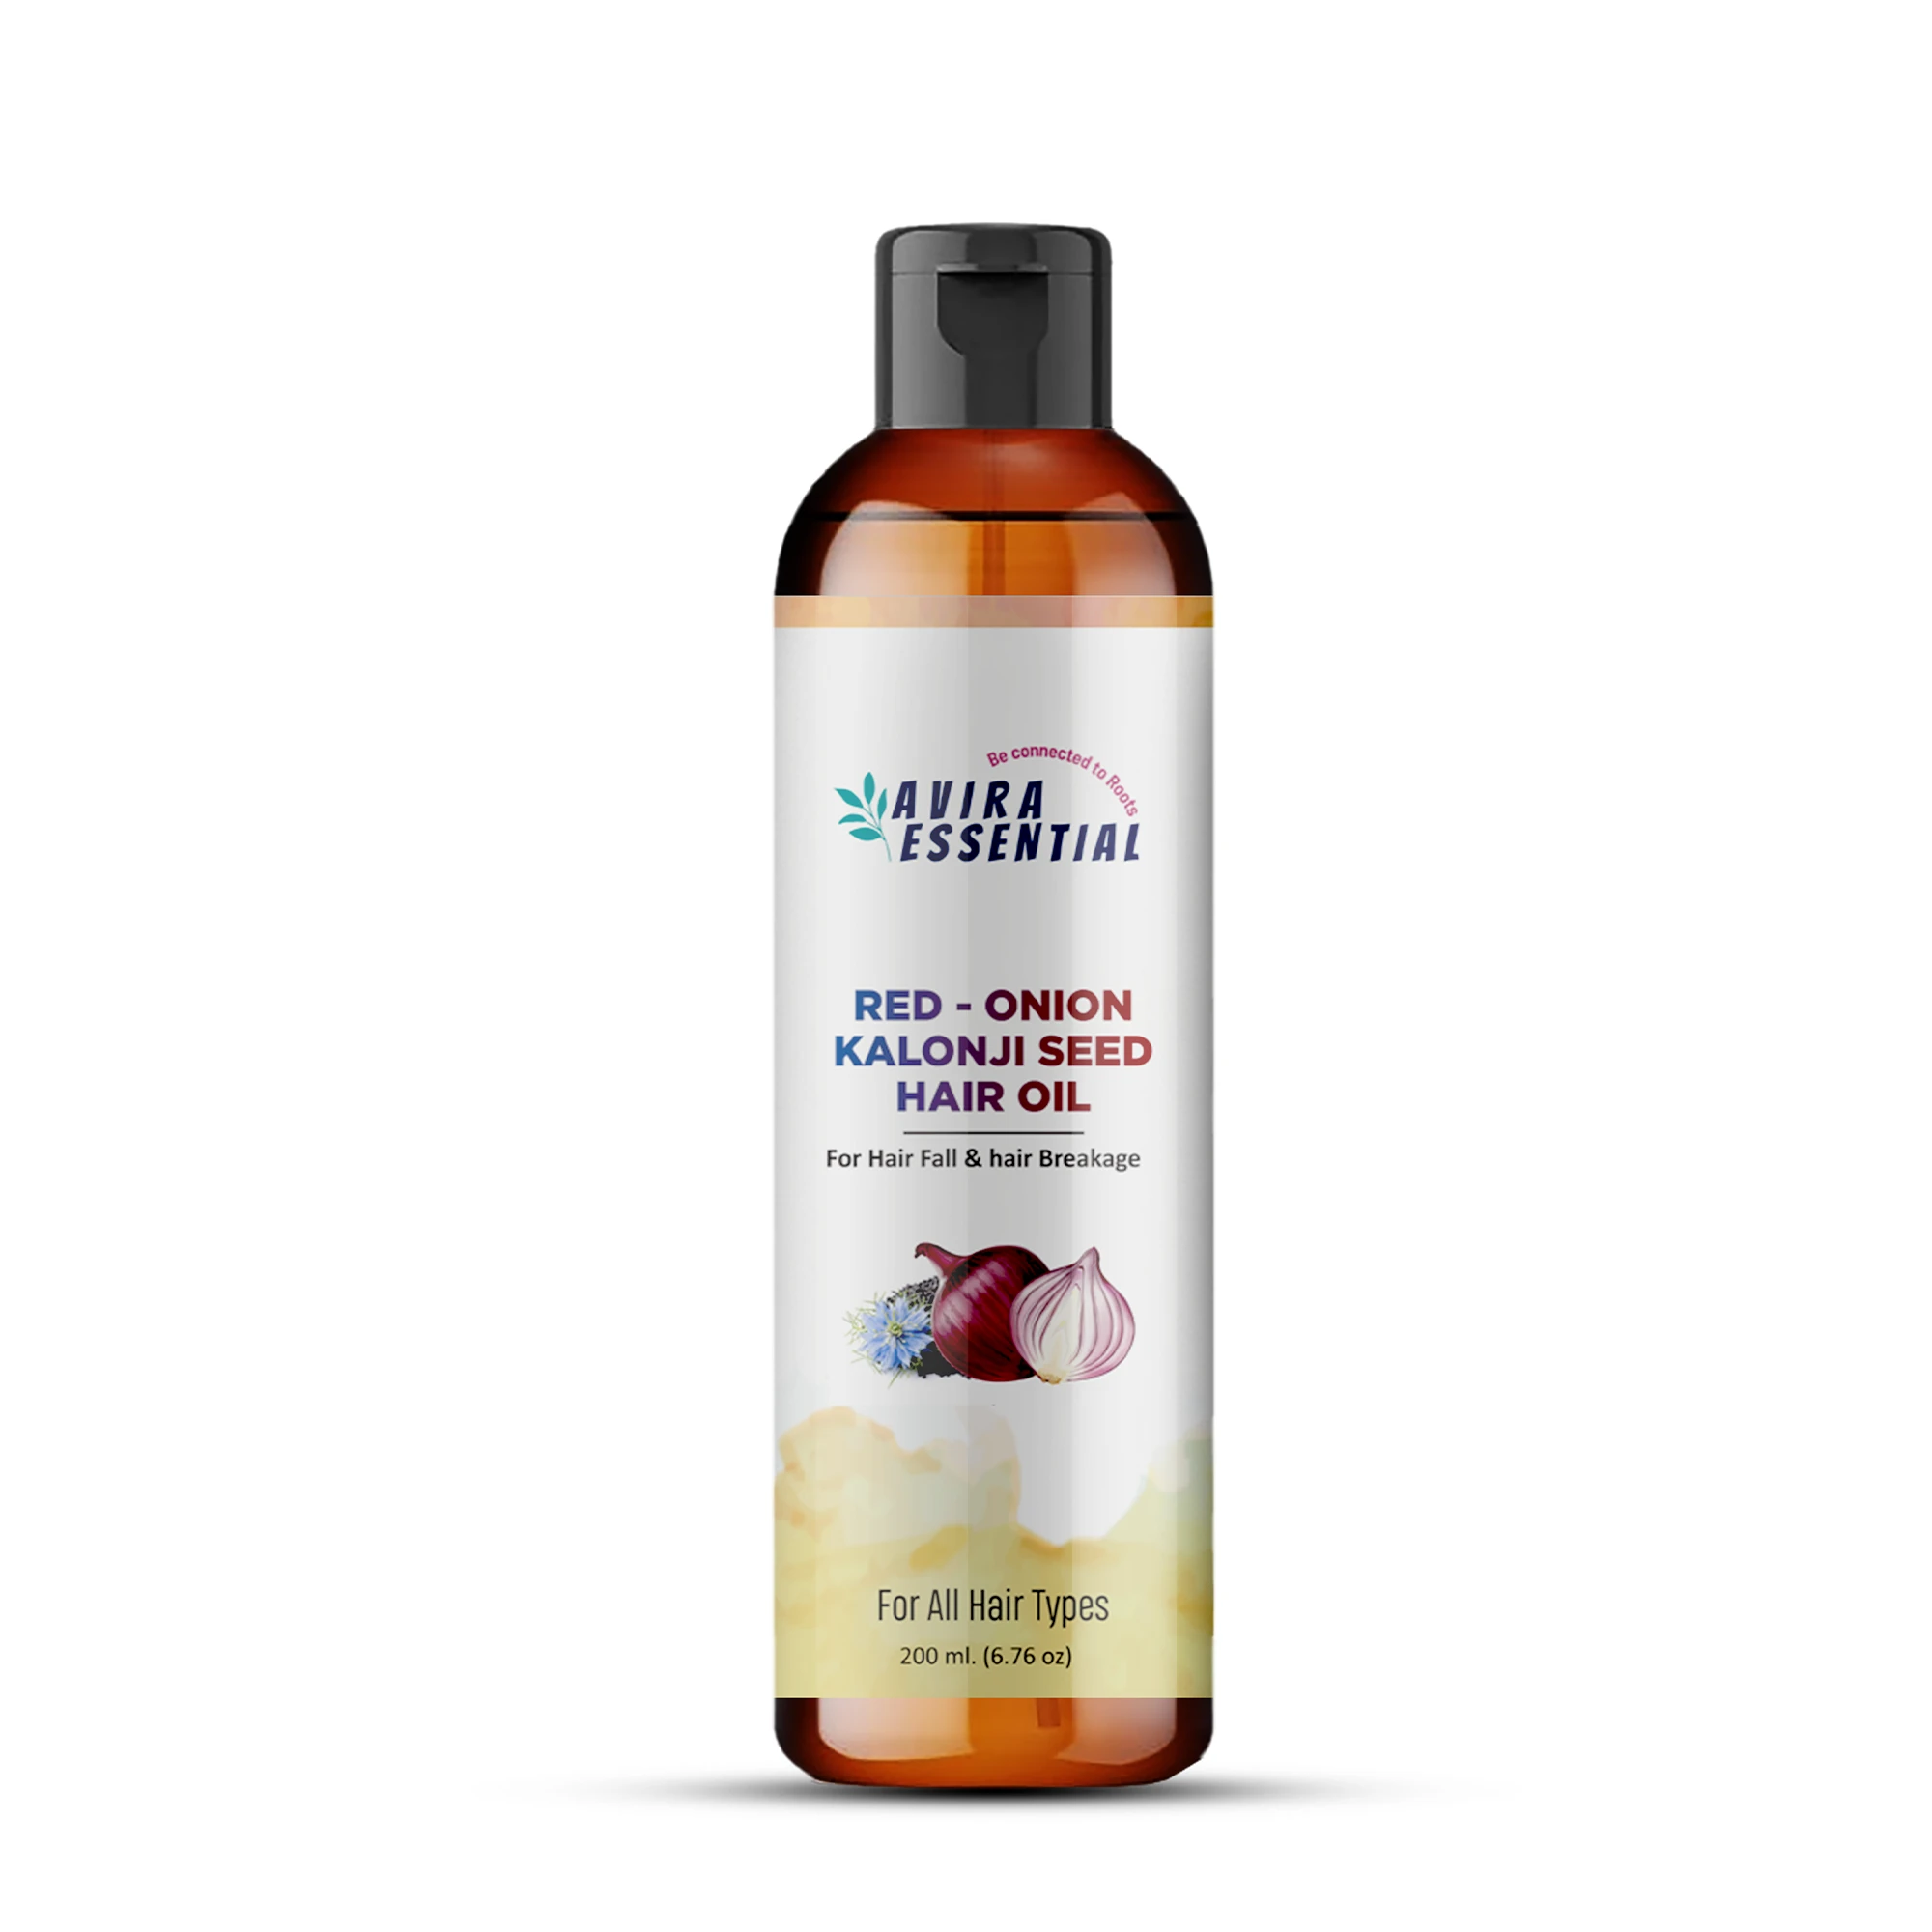 Be connected to Roots
AVIRA
ESSENTIAL
RED - ONION
KALONJI SEED
HAIR OIL
For Hair Fall & hair Breakage
For All Hair Types
200 ml. (6.76 oz)